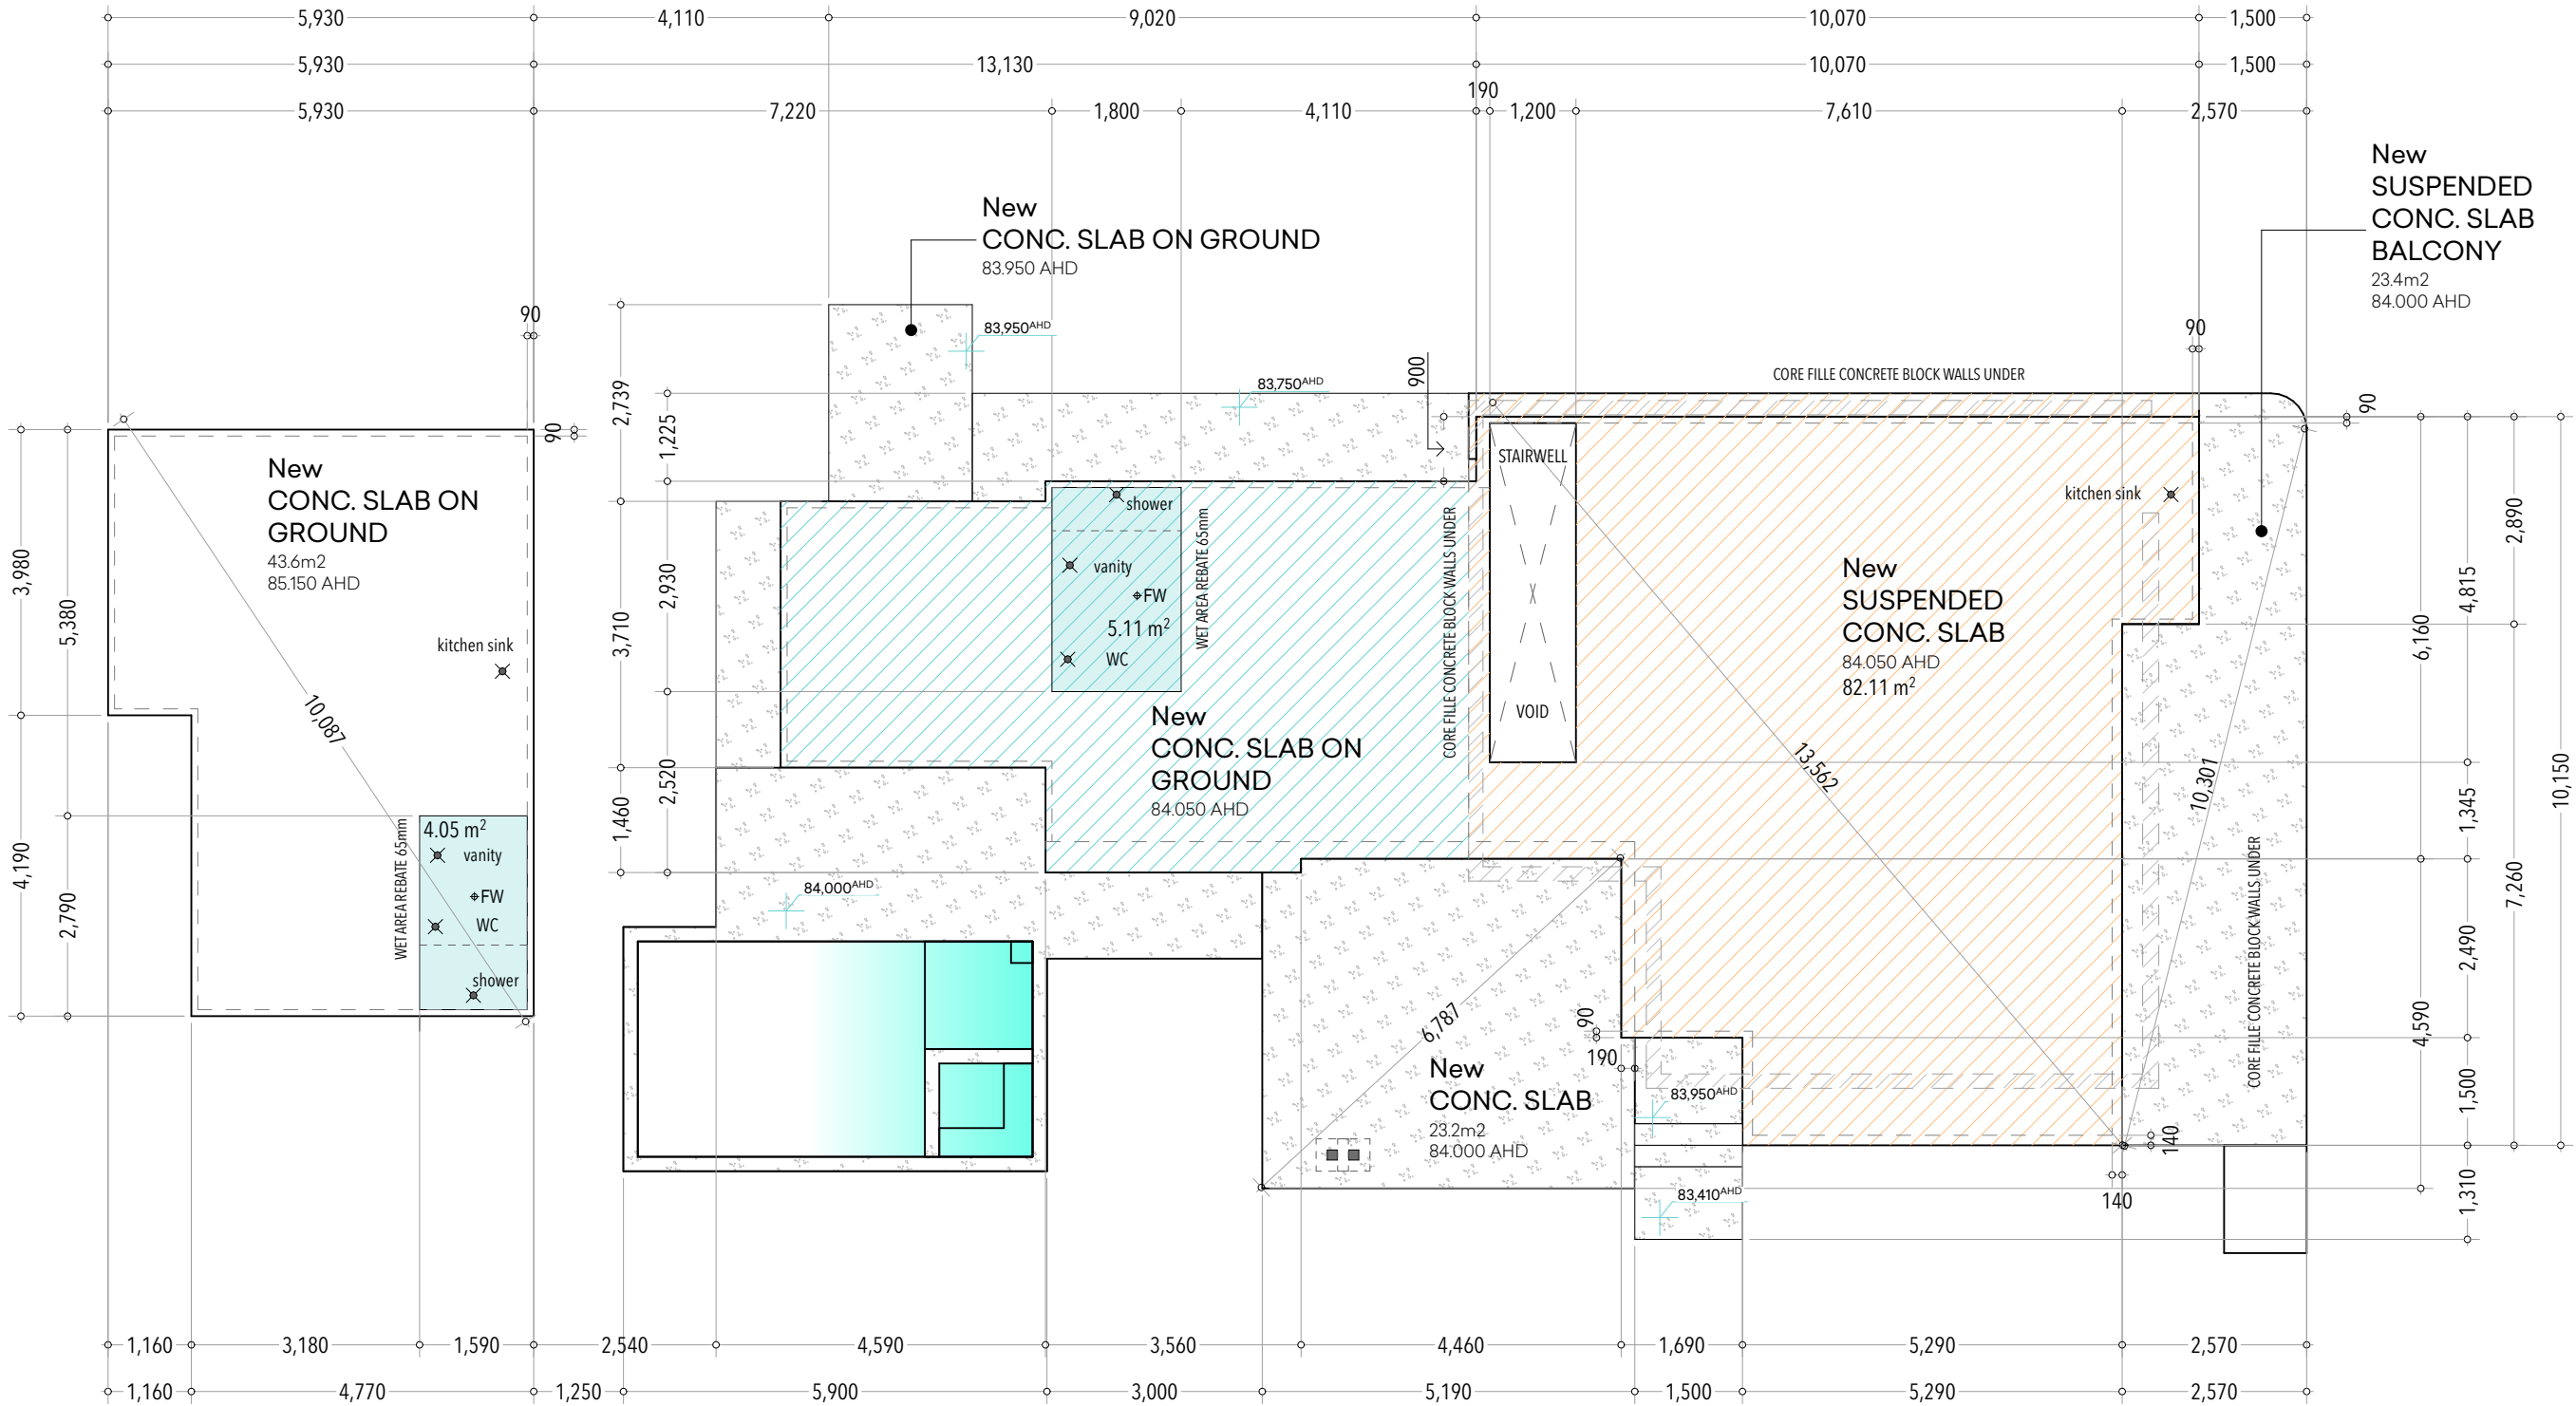 5,930
4,110
9,020
10,070
1,500
5,930
13,130
10,070
1,500
5,930
7,220
1,800
4,110
190
1,200
7,610
2,570
New
SUSPENDED
CONC. SLAB
BALCONY
23.4m2
84.000 AHD
New
CONC. SLAB ON GROUND
83.950 AHD
90
83,950AHD
90
CORE FILLE CONCRETE BLOCK WALLS UNDER
83,750AHD
900
90
2,739
1,225
90
New
CONC. SLAB ON
GROUND
43.6m2
85.150 AHD
STAIRWELL
VOID
kitchen sink
shower
vanity
FW
5.11 m²
WC
WET AREA REBATE 65mm
CORE FILLE CONCRETE BLOCK WALLS UNDER
New
SUSPENDED
CONC. SLAB
84.050 AHD
82.11 m²
2,890
4,815
6,160
3,980
5,380
3,710
2,930
kitchen sink
10,087
New
CONC. SLAB ON
GROUND
84.050 AHD
13,562
10,301
10,150
2,520
1,460
1,345
4,190
2,790
4.05 m²
vanity
FW
WC
shower
WET AREA REBATE 65mm
84,000AHD
CORE FILLE CONCRETE BLOCK WALLS UNDER
7,260
2,490
4,590
6,787
90
190
New
CONC. SLAB
23.2m2
84.000 AHD
83,950AHD
83,410AHD
1,500
140
140
1,310
1,160
3,180
1,590
2,540
4,590
3,560
4,460
1,690
5,290
2,570
1,160
4,770
1,250
5,900
3,000
5,190
1,500
5,290
2,570